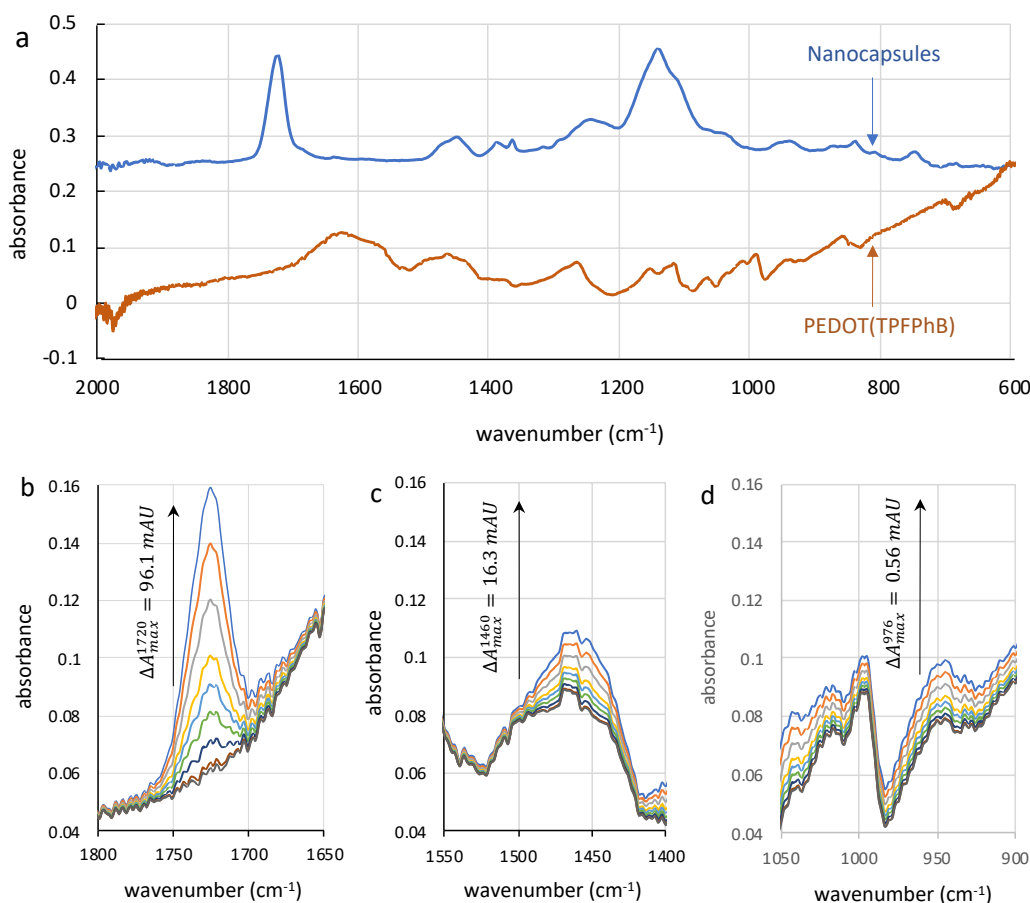 a
0.5
0.4
0.3
0.2
0.1
0
-0.1
absorbance
Nanocapsules
PEDOT(TPFPhB)
2000 1800 1600 1400 1200 1000 800 600
wavenumber (cm⁻¹)
b
0.16
0.14
0.12
0.1
0.08
0.06
0.04
absorbance
ΔA¹⁷²⁰ₘₐₓ = 96.1 mAU
1800 1750 1700 1650
wavenumber (cm⁻¹)
c
0.16
0.14
0.12
0.1
0.08
0.06
0.04
absorbance
ΔA¹⁴⁶⁰ₘₐₓ = 16.3 mAU
1550 1500 1450 1400
wavenumber (cm⁻¹)
d
0.16
0.14
0.12
0.1
0.08
0.06
0.04
absorbance
ΔA⁹⁷⁶ₘₐₓ = 0.56 mAU
1050 1000 950 900
wavenumber (cm⁻¹)